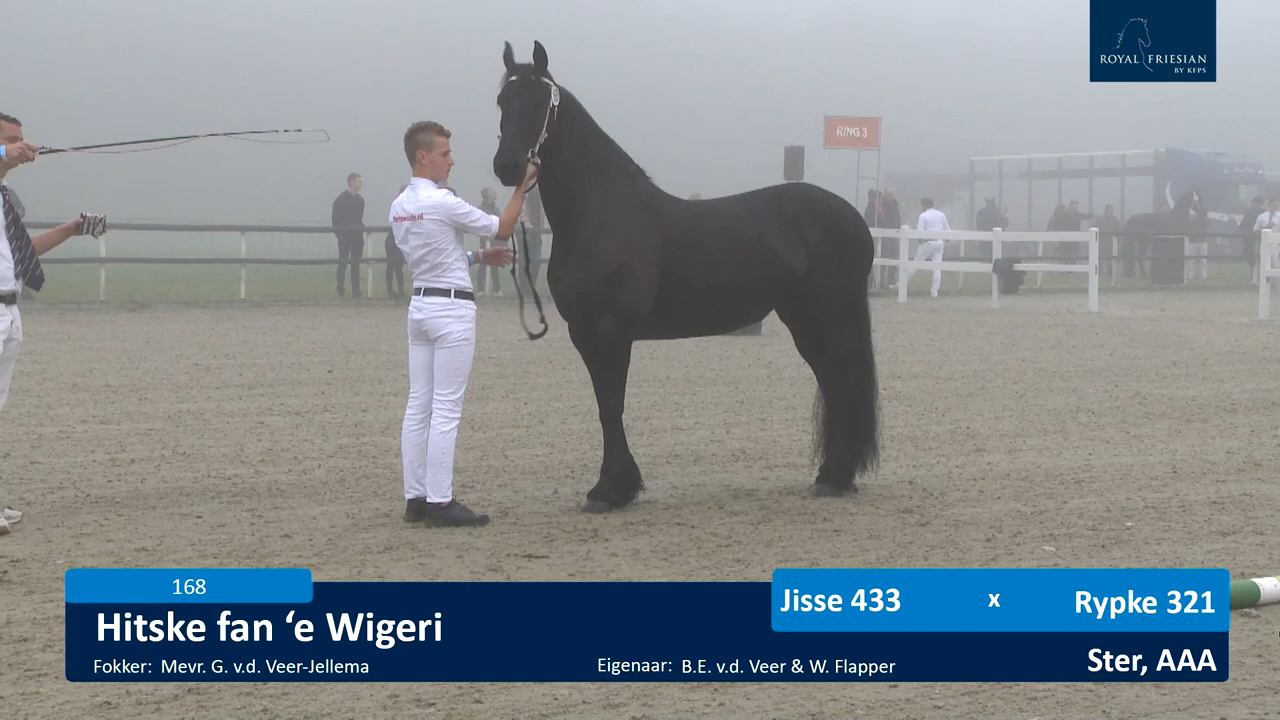 ROYAL FRIESIAN
BY KFPS
RING 3
168
Hitske fan ‘e Wigeri
Fokker: Mevr. G. v.d. Veer-Jellema
Eigenaar: B.E. v.d. Veer & W. Flapper
Jisse 433 x Rypke 321
Ster, AAA